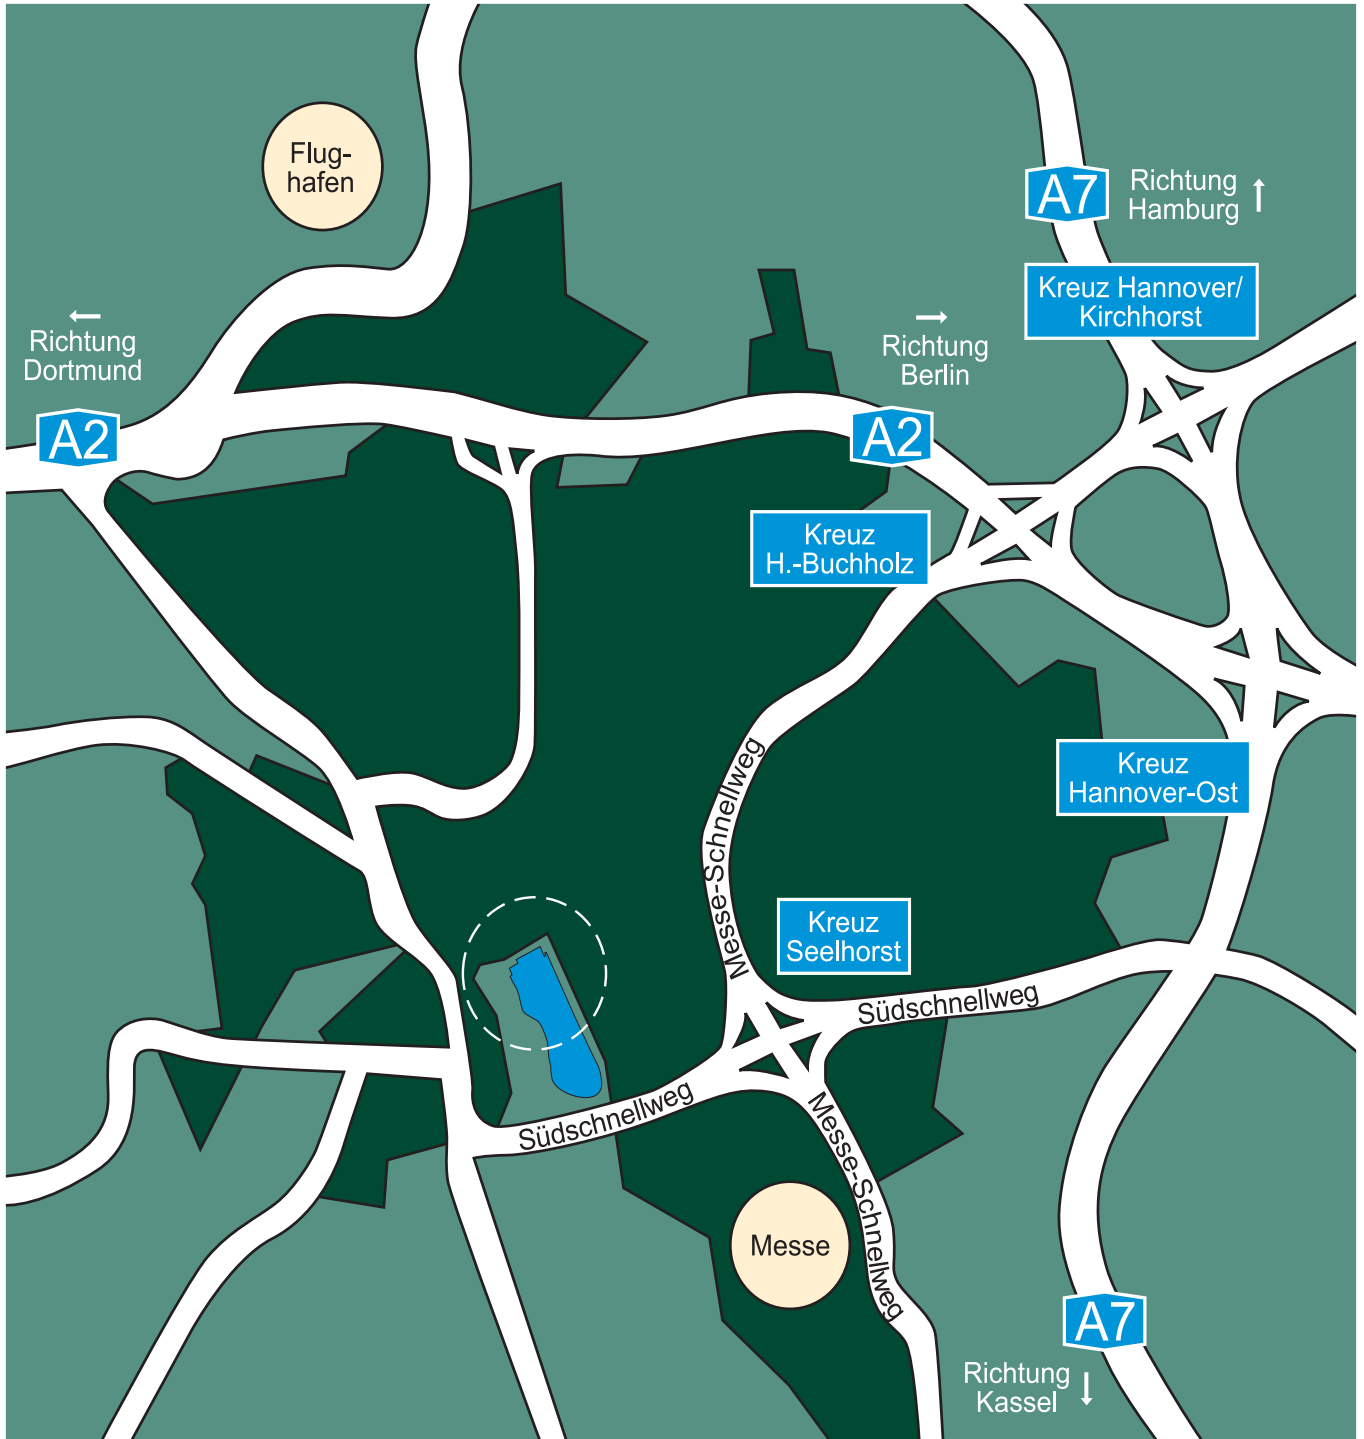 Flug-
hafen
A7
Richtung
Hamburg
Kreuz Hannover/
Kirchhorst
Richtung
Dortmund
A2
Richtung
Berlin
A2
Kreuz
H.-Buchholz
Messe-Schnellweg
Kreuz
Hannover-Ost
Kreuz
Seelhorst
Südschnellweg
Südschnellweg
Messe-Schnellweg
Messe
A7
Richtung
Kassel